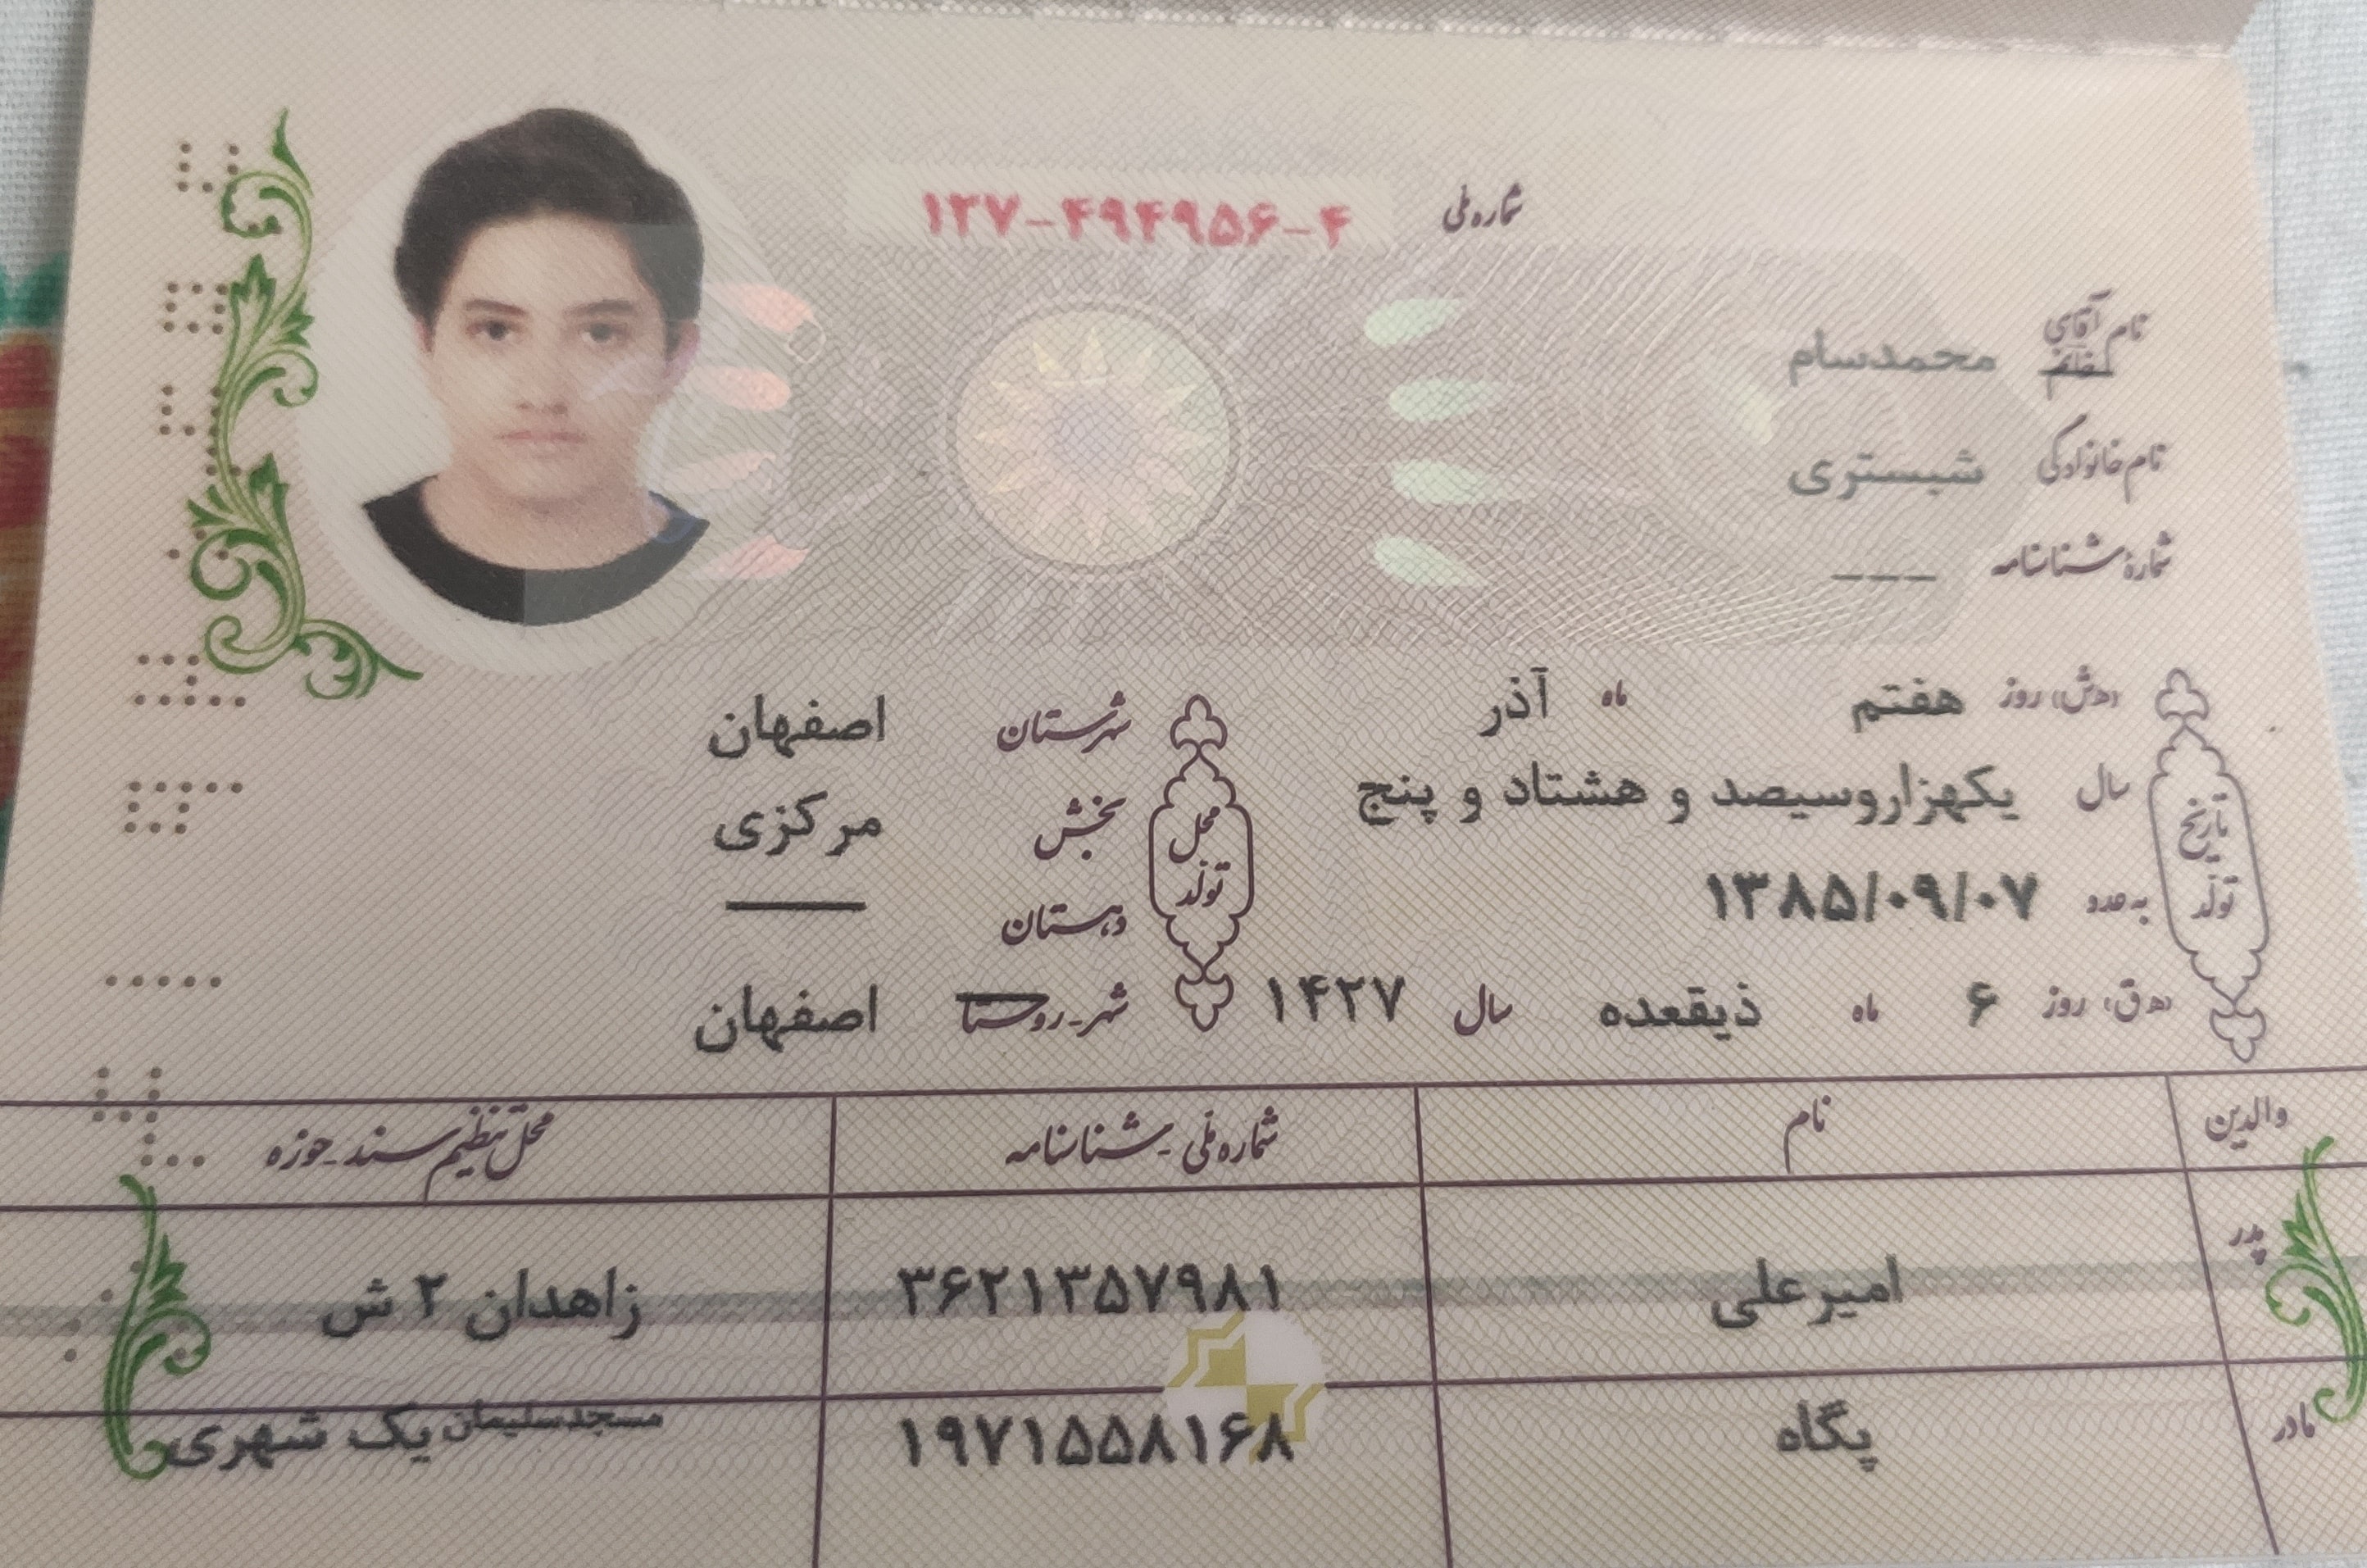 شماره ملی ۱۲۷-۴۹۴۹۵۶-۴
نام آقای خانم محمدسام
نام خانوادگی شبستری
شماره شناسنامه ---
تاریخ تولد
(ه‍.ش) روز هفتم ماه آذر
سال یکهزاروسیصد و هشتاد و پنج
به عدد ۱۳۸۵/۰۹/۰۷
(ه‍.ق) روز ۶ ماه ذیقعده سال ۱۴۲۷
محل تولد
شهرستان اصفهان
بخش مرکزی
دهستان ——
شهر-روستا اصفهان
والدین نام شماره ملی-شناسنامه محل تنظیم سند-حوزه
پدر امیرعلی ۳۶۲۱۳۵۷۹۸۱ زاهدان ۲ ش
مادر پگاه ۱۹۷۱۵۵۸۱۶۸ مسجدسلیمان یک شهری